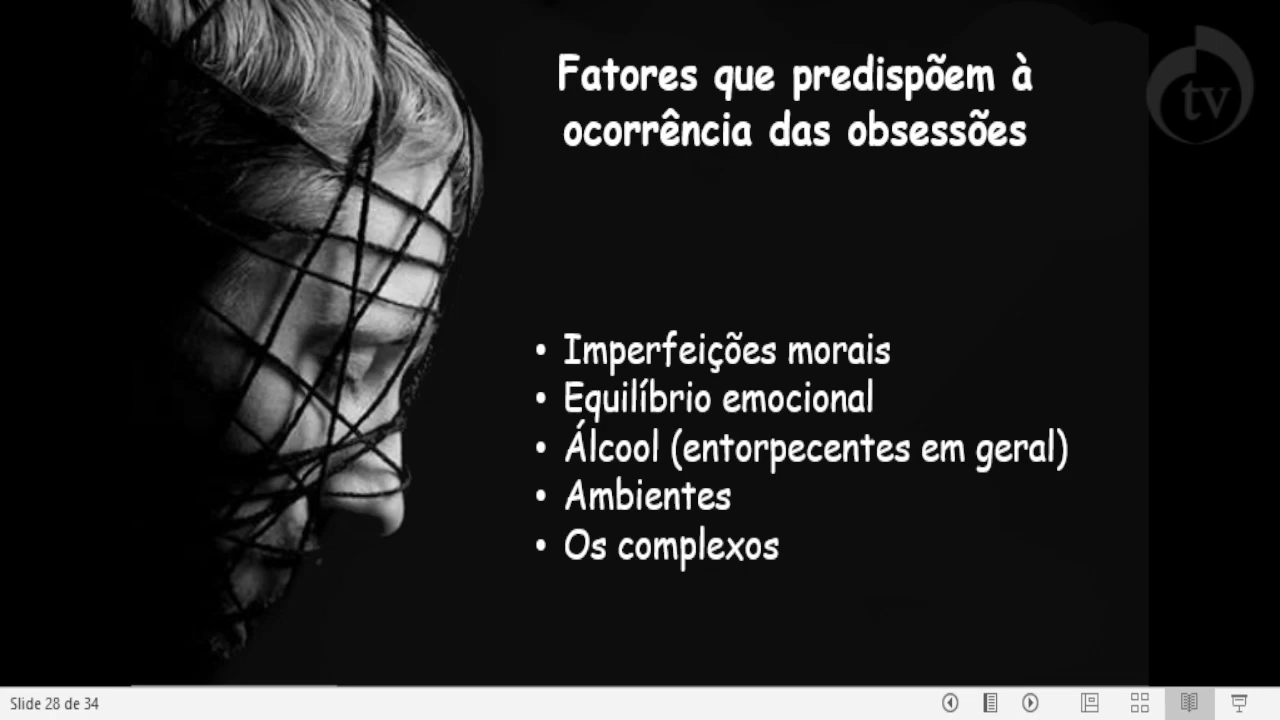 Fatores que predispõem à
ocorrência das obsessões
tv
• Imperfeições morais
• Equilíbrio emocional
• Álcool (entorpecentes em geral)
• Ambientes
• Os complexos
Slide 28 de 34